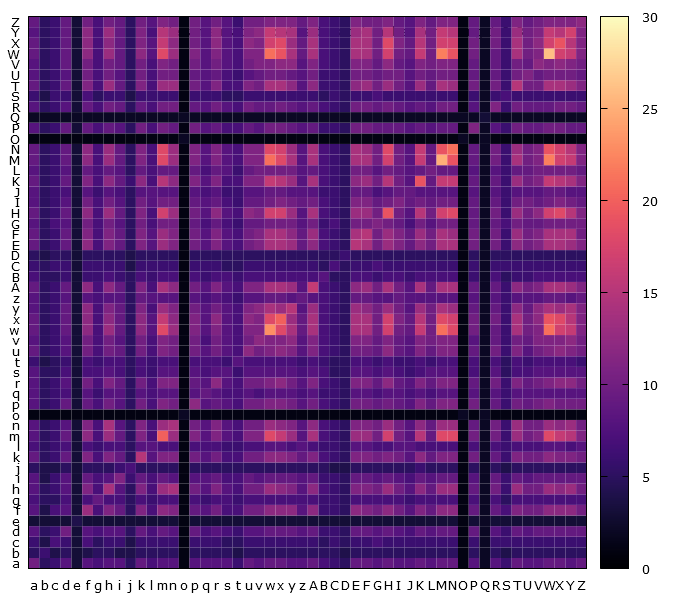 Z
Y
X
W
V
U
T
S
R
Q
P
O
N
M
L
K
J
I
H
G
F
E
D
C
B
A
z
y
x
w
v
u
t
s
r
q
p
o
n
m
l
k
j
i
h
g
f
e
d
c
b
a
a b c d e f g h i j k l m n o p q r s t u v w x y z A B C D E F G H I J K L M N O P Q R S T U V W X Y Z
30
25
20
15
10
5
0